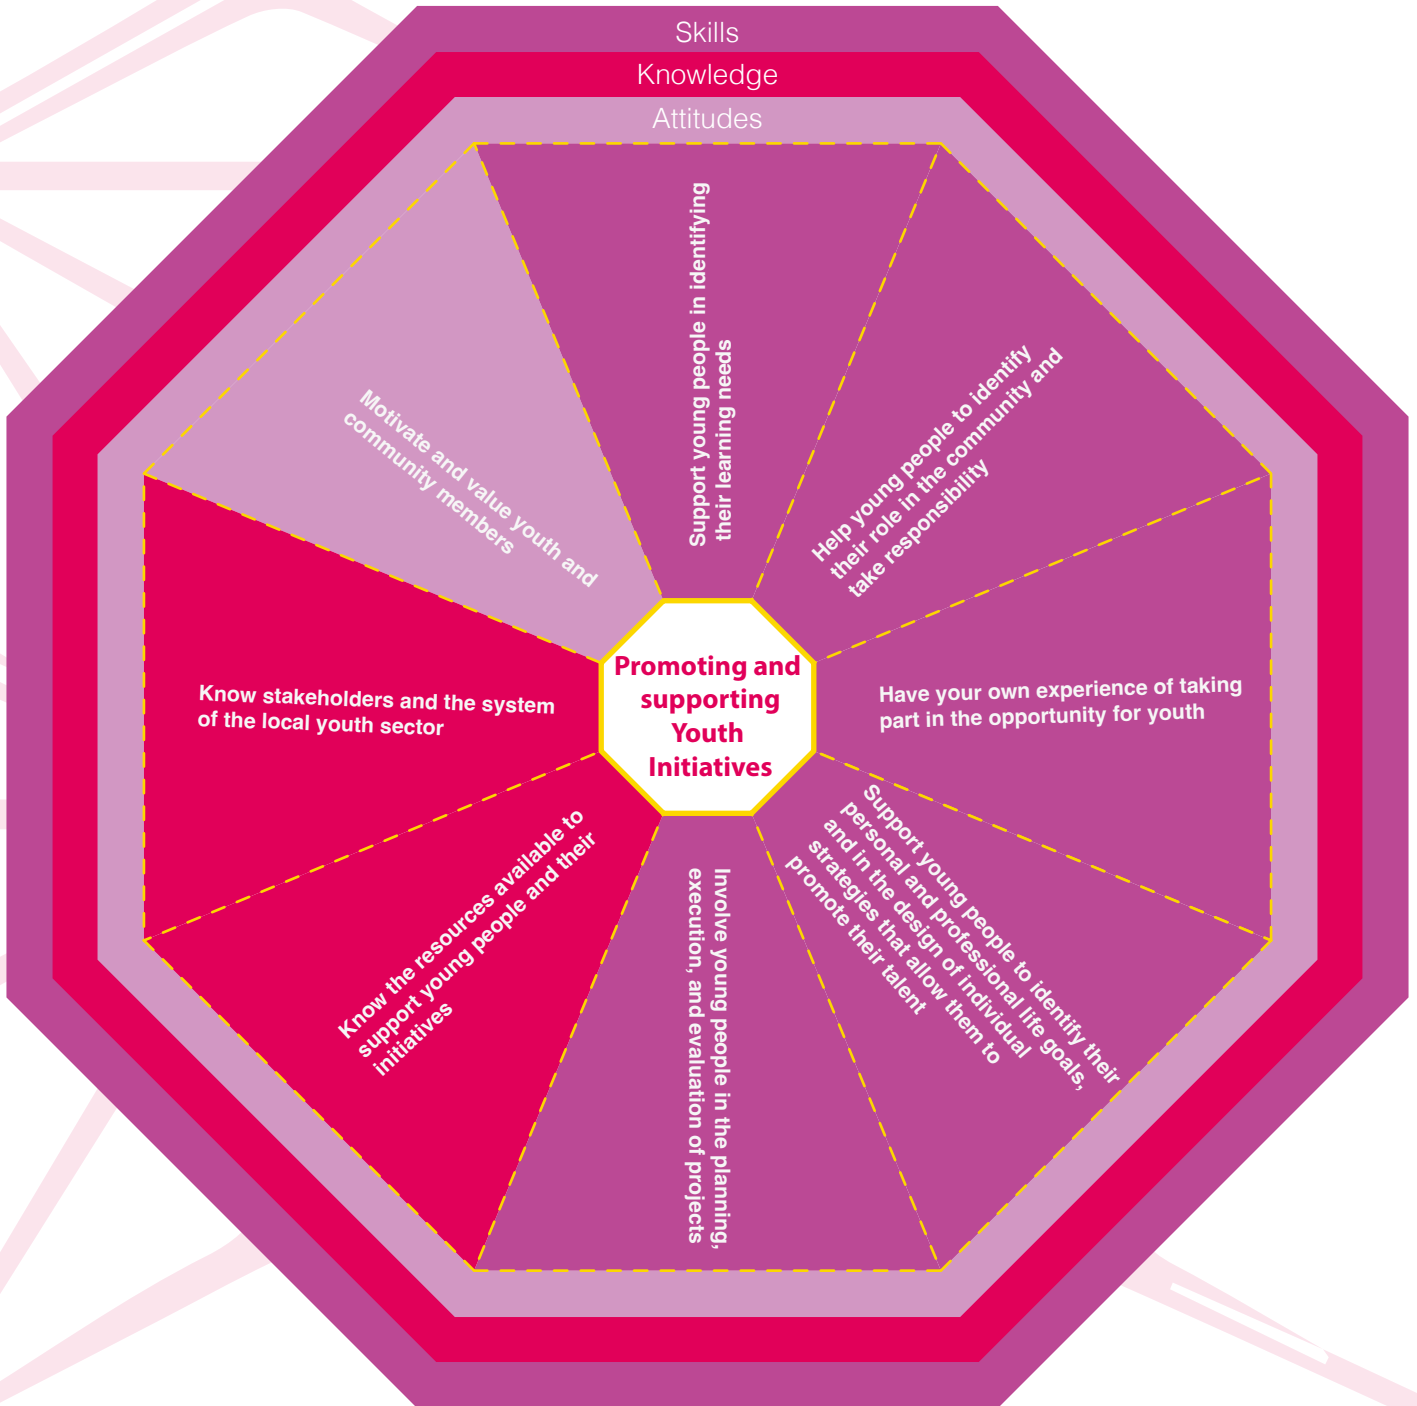 Skills
Knowledge
Attitudes
Support young people in identifying
their learning needs
Help young people to identify
their role in the community and
take responsibility
Have your own experience of taking
part in the opportunity for youth
Support young people to identify their
personal and professional life goals,
and in the design of individual
strategies that allow them to
promote their talent
Involve young people in the planning,
execution, and evaluation of projects
Know the resources available to
support young people and their
initiatives
Know stakeholders and the system
of the local youth sector
Motivate and value youth and
community members
Promoting and
supporting
Youth
Initiatives